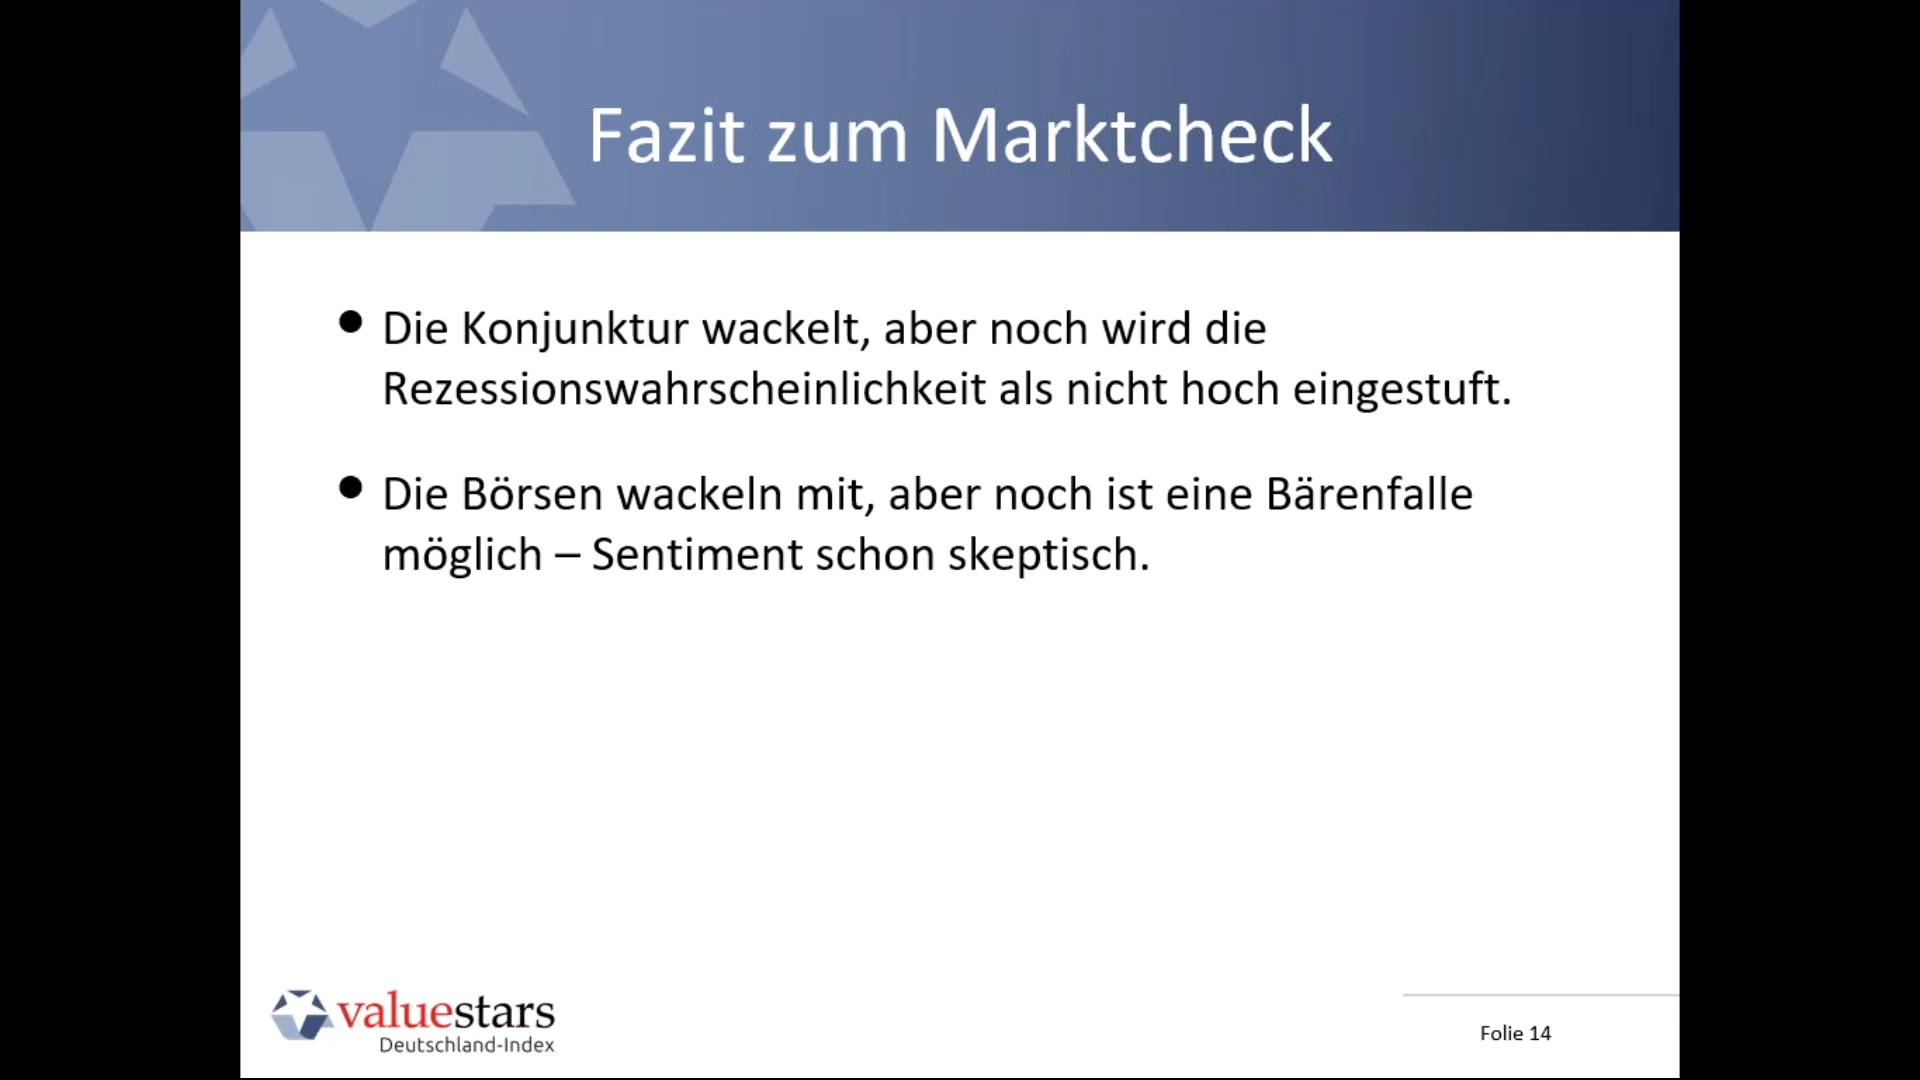 Fazit zum Marktcheck
• Die Konjunktur wackelt, aber noch wird die
Rezessionswahrscheinlichkeit als nicht hoch eingestuft.
• Die Börsen wackeln mit, aber noch ist eine Bärenfalle
möglich – Sentiment schon skeptisch.
valuestars
Deutschland-Index
Folie 14